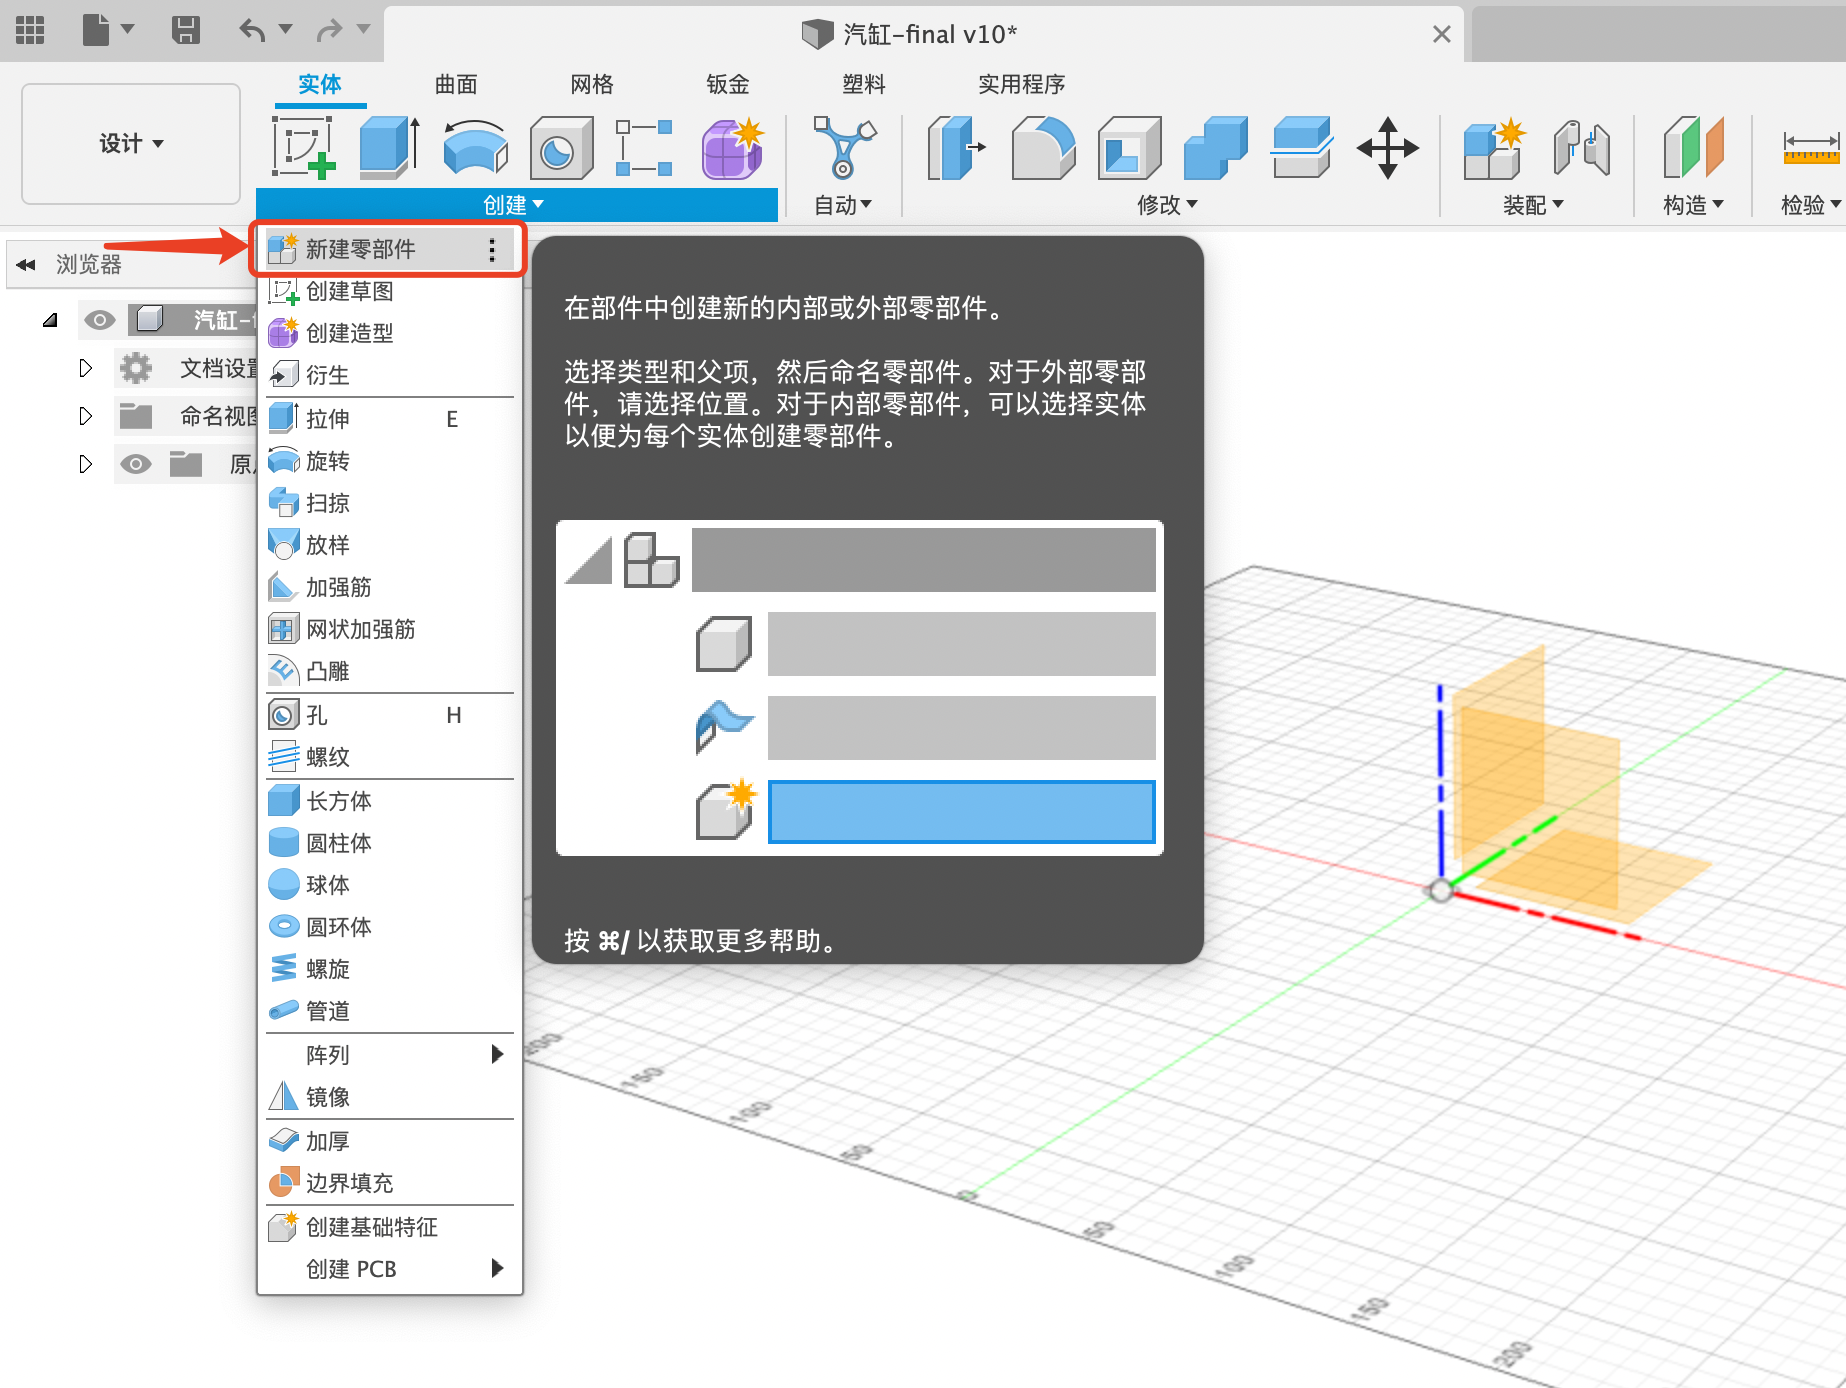 汽缸-final v10*
实体 曲面 网格 钣金 塑料 实用程序
设计
创建 自动 修改 装配 构造 检验
浏览器
汽缸-
文档设置
命名视图
新建零部件
创建草图
创建造型
衍生
拉伸 E
旋转
扫掠
放样
加强筋
网状加强筋
凸雕
孔 H
螺纹
长方体
圆柱体
球体
圆环体
螺旋
管道
阵列
镜像
加厚
边界填充
创建基础特征
创建 PCB
在部件中创建新的内部或外部零部件。
选择类型和父项，然后命名零部件。对于外部零部
件，请选择位置。对于内部零部件，可以选择实体
以便为每个实体创建零部件。
按 ⌘/ 以获取更多帮助。
200
150
100
50
0
50
100
150
200